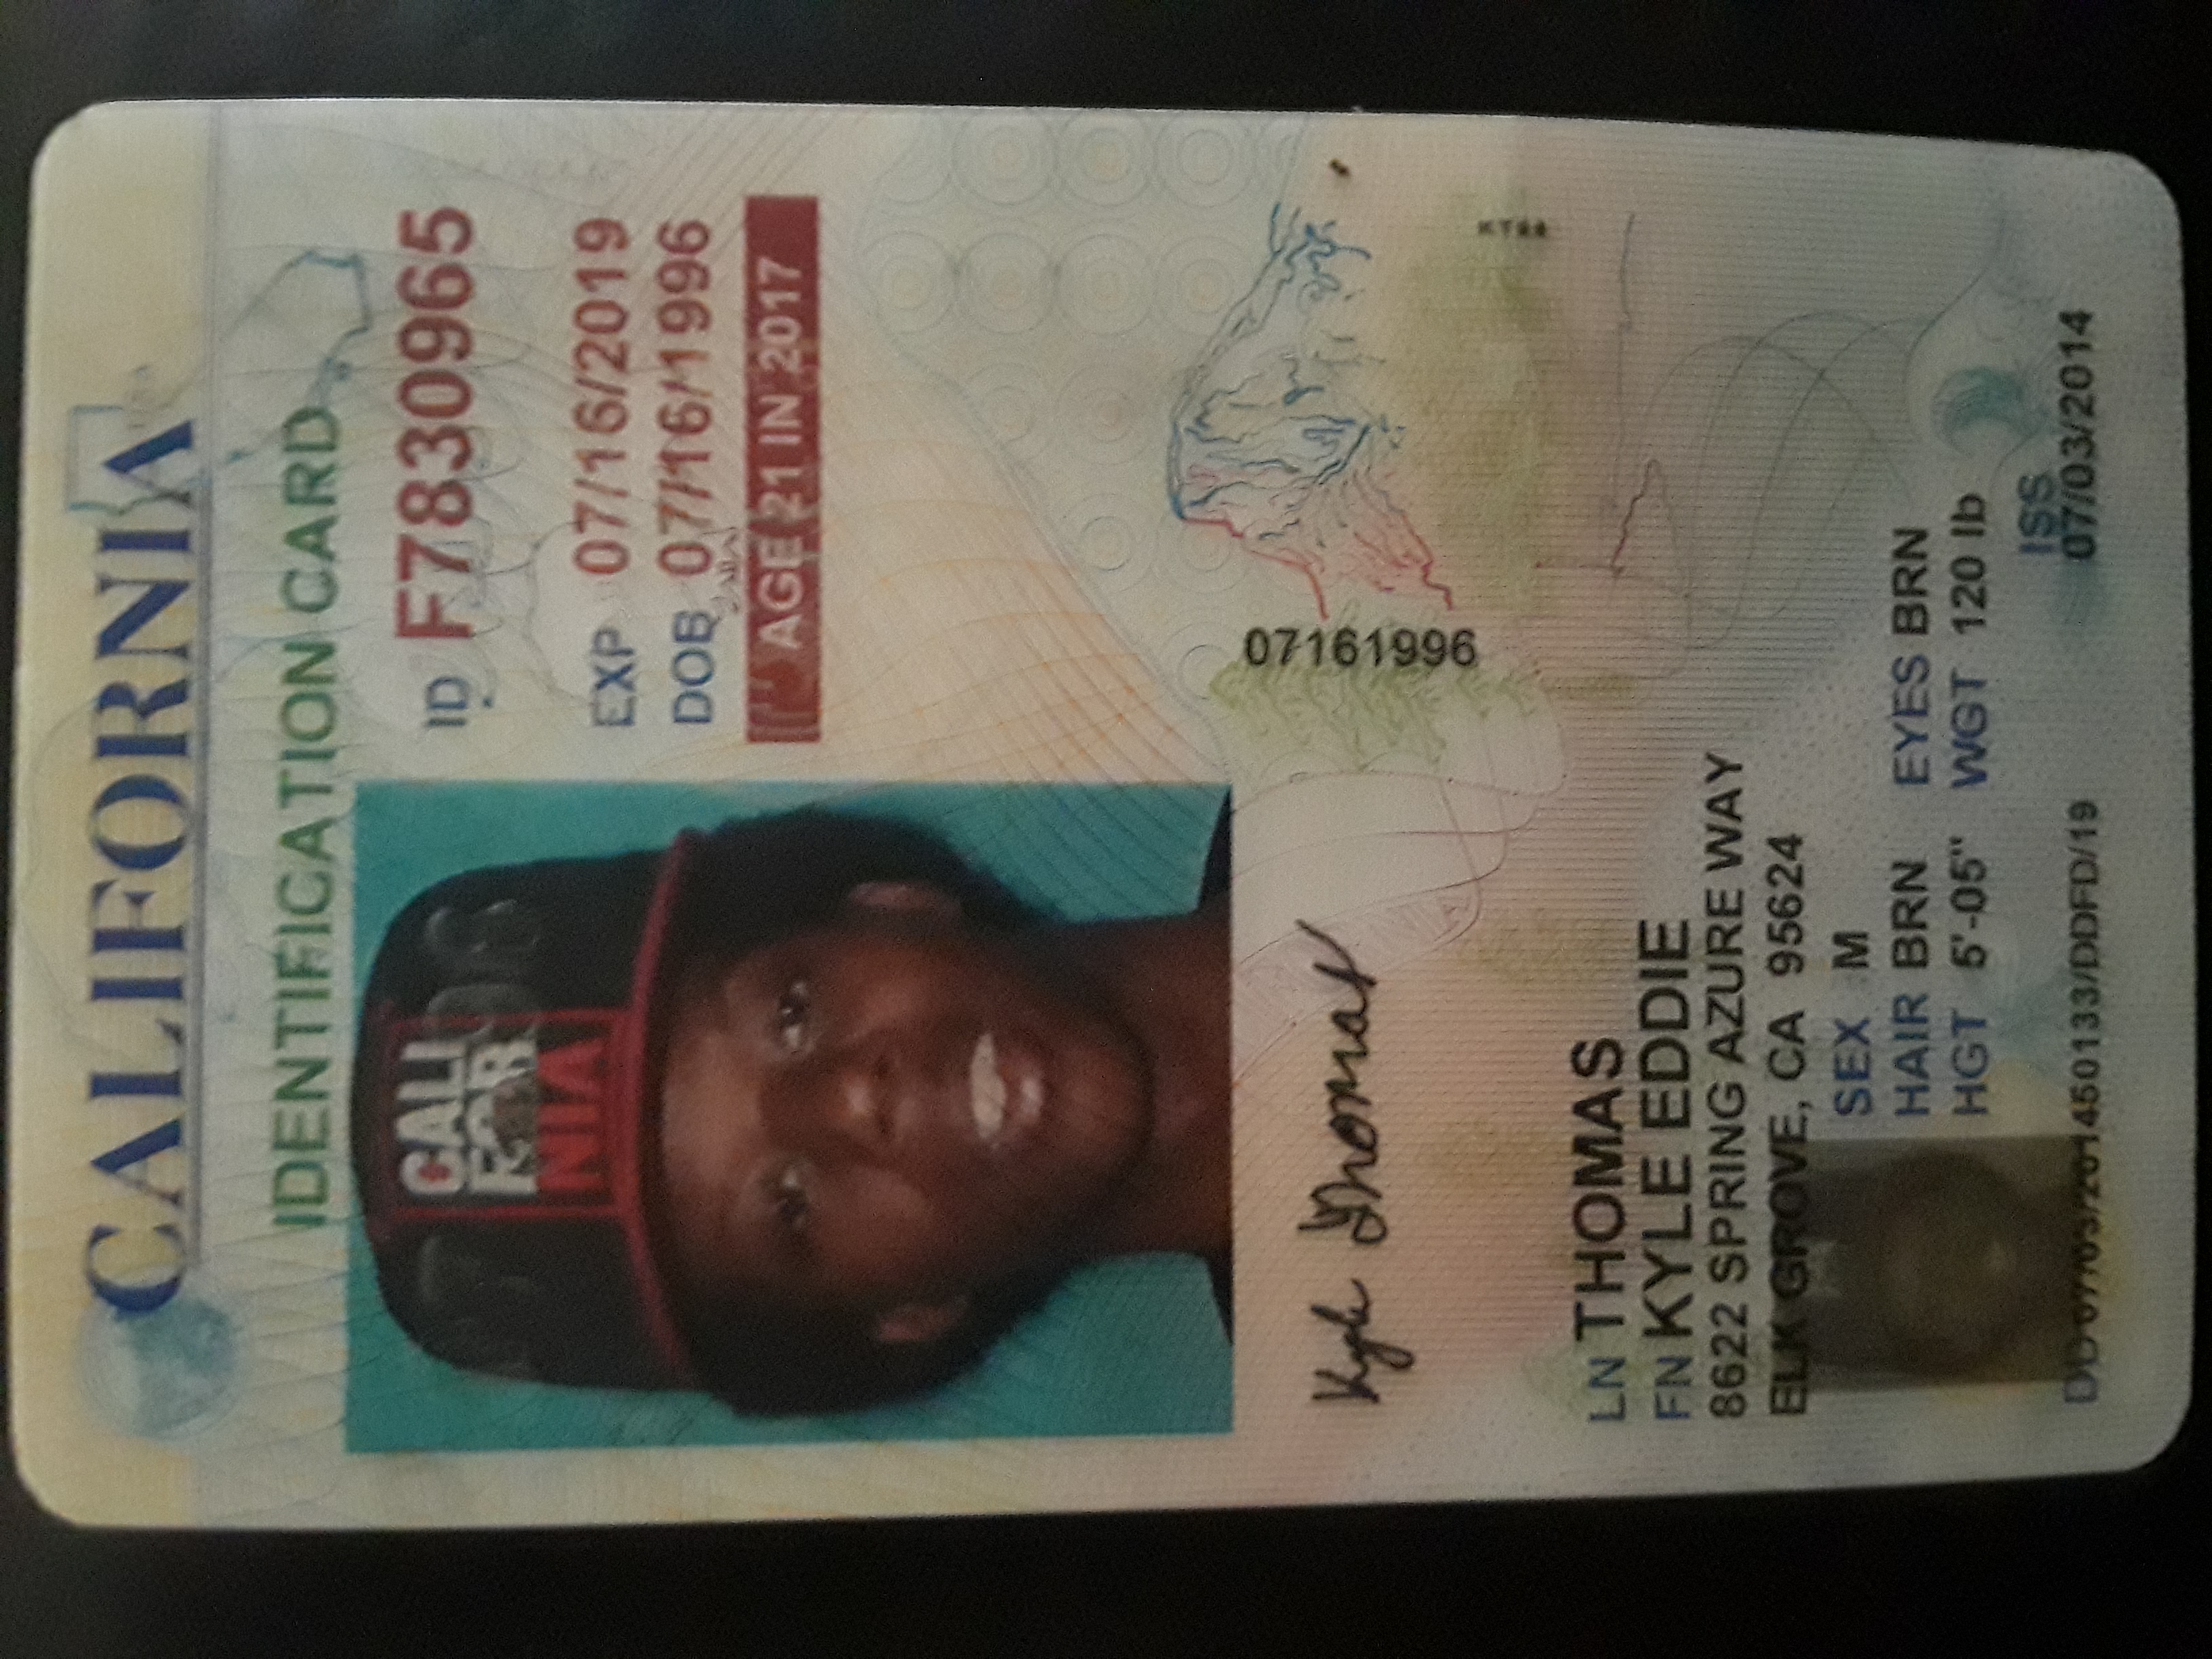 CALIFORNIA
IDENTIFICATION CARD
CALI
FOR
NIA
ID F7830965
EXP 07/16/2019
DOB 07/16/1996
AGE 21 IN 2017
Kyle Thomas
07161996
KT96
LN THOMAS
FN KYLE EDDIE
8622 SPRING AZURE WAY
ELK GROVE, CA 95624
SEX M
HAIR BRN EYES BRN
HGT 5'-05" WGT 120 lb
ISS
DD 07/03/201450133/DDFD/19 07/03/2014